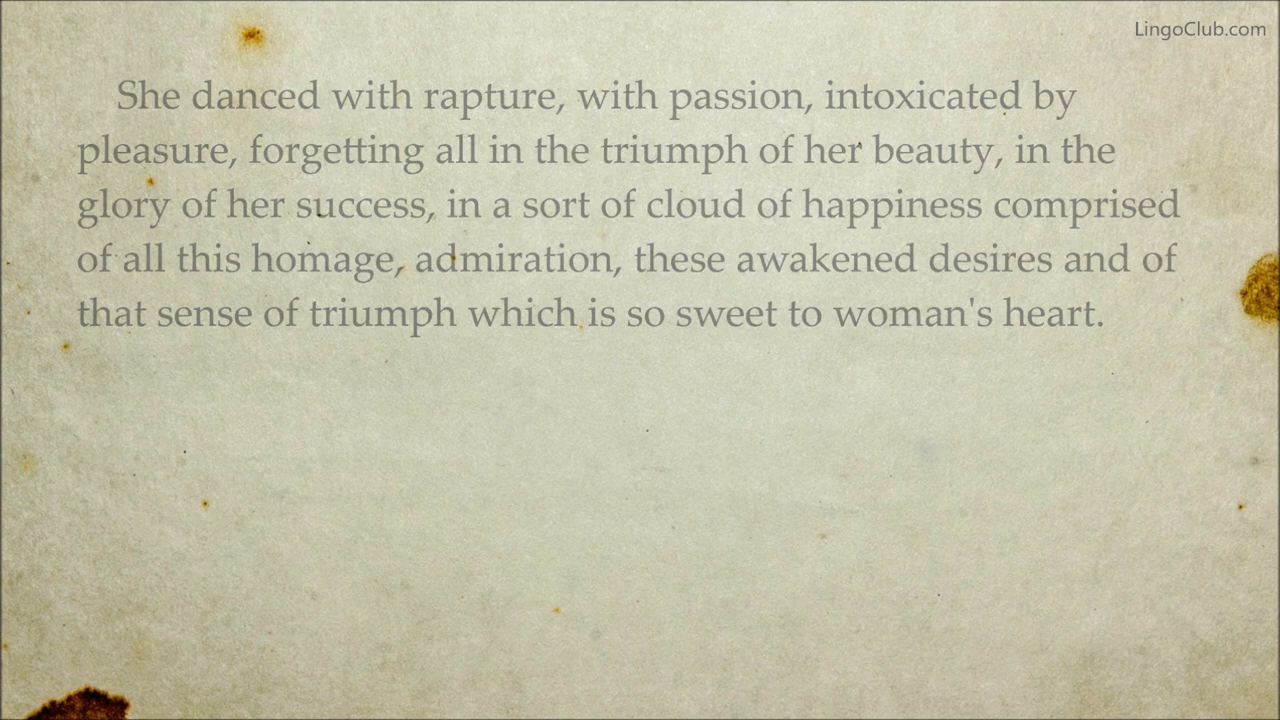 LingoClub.com
She danced with rapture, with passion, intoxicated by
pleasure, forgetting all in the triumph of her beauty, in the
glory of her success, in a sort of cloud of happiness comprised
of all this homage, admiration, these awakened desires and of
that sense of triumph which is so sweet to woman's heart.